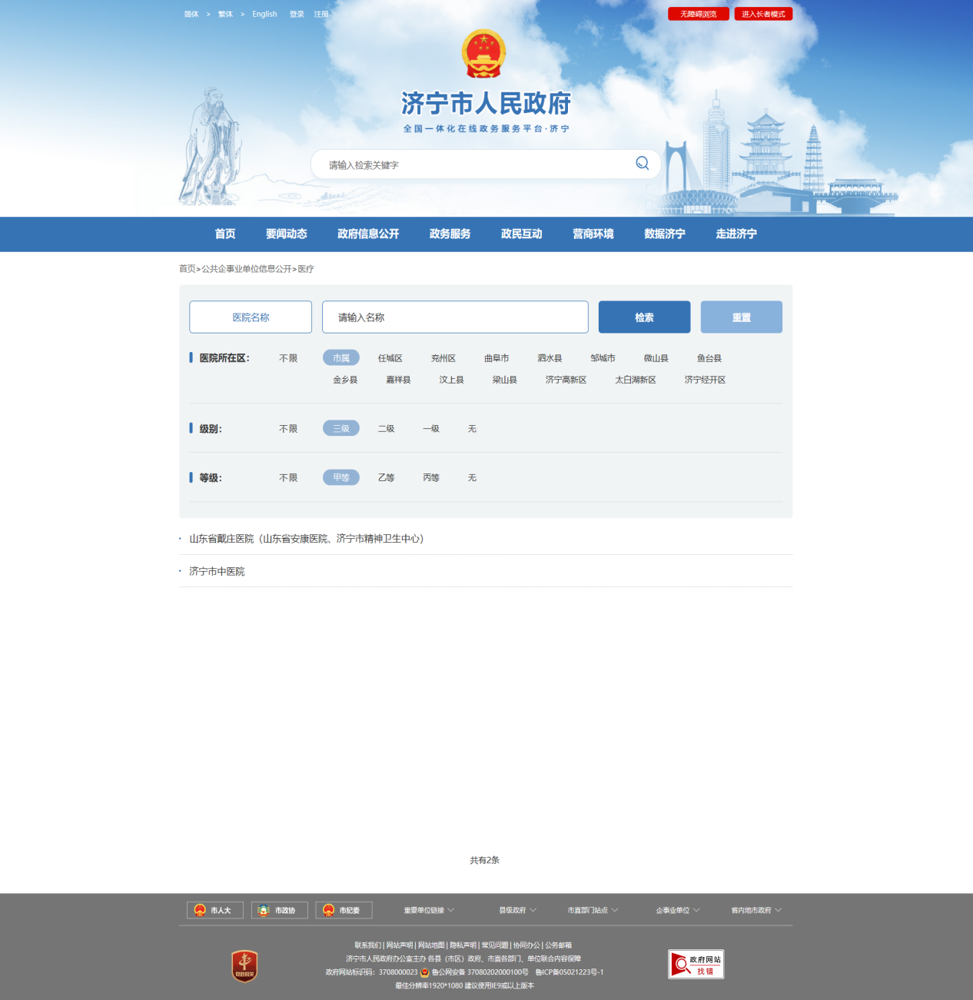 简体 > 繁体 > English 登录 注册 无障碍浏览 进入长者模式
济宁市人民政府
全国一体化在线政务服务平台·济宁
请输入检索关键字
首页 要闻动态 政府信息公开 政务服务 政民互动 营商环境 数据济宁 走进济宁
首页>公共企事业单位信息公开>医疗
医院名称 请输入名称 检索 重置
医院所在区: 不限 市属 任城区 兖州区 曲阜市 泗水县 邹城市 微山县 鱼台县
金乡县 嘉祥县 汶上县 梁山县 济宁高新区 太白湖新区 济宁经开区
级别: 不限 三级 二级 一级 无
等级: 不限 甲等 乙等 丙等 无
山东省戴庄医院（山东省安康医院、济宁市精神卫生中心）
济宁市中医院
共有2条
市人大 市政协 市纪委 重要单位链接 县级政府 市直部门站点 企事业单位 省内地市政府
联系我们 | 网站声明 | 网站地图 | 隐私声明 | 常见问题 | 协同办公 | 公务邮箱
济宁市人民政府办公室主办 各县（市区）政府、市直各部门、单位联合内容保障
政府网站标识码：3708000023 鲁公网安备 37080202000100号 鲁ICP备05021223号-1
最佳分辨率1920*1080 建议使用IE9或以上版本
党政机关
政府网站
找错